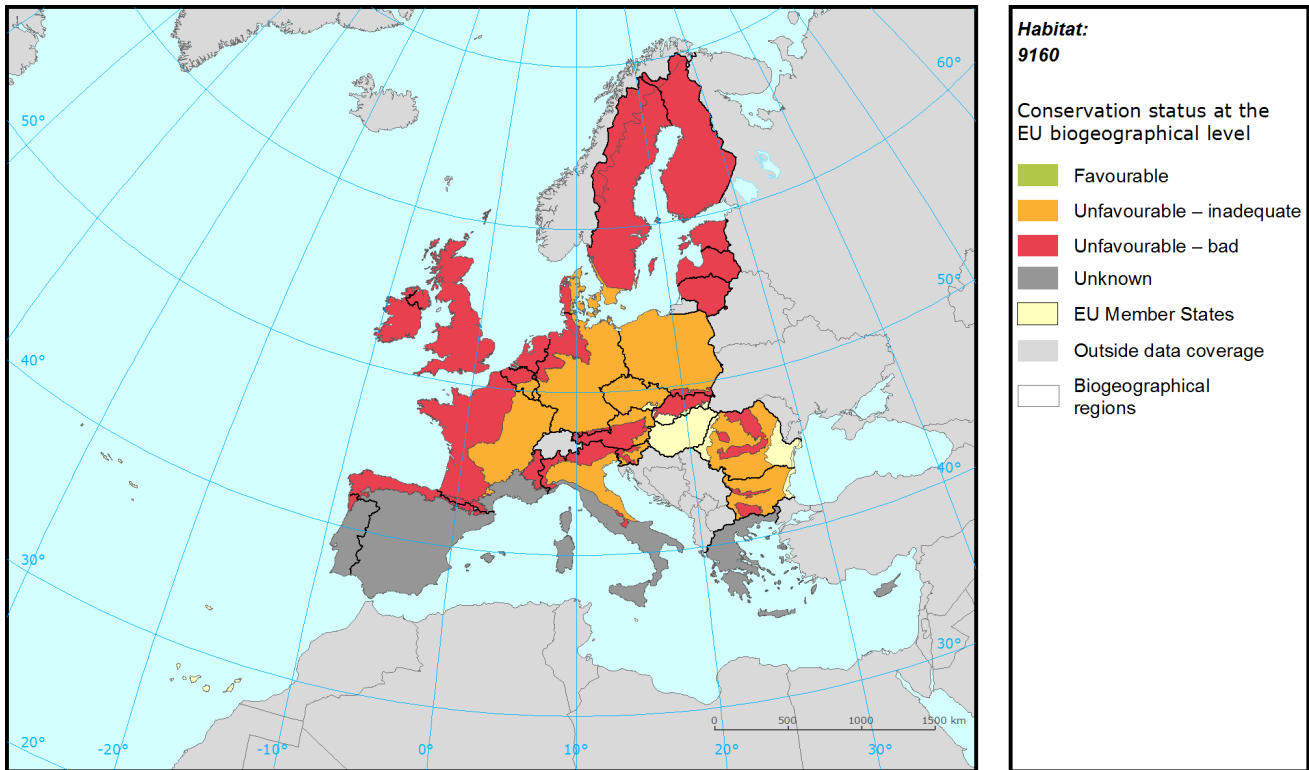 Habitat:
9160
Conservation status at the
EU biogeographical level
Favourable
Unfavourable – inadequate
Unfavourable – bad
Unknown
EU Member States
Outside data coverage
Biogeographical
regions
60°
50°
50°
40°
40°
30°
30°
20°
-20°
-10°
0°
10°
20°
30°
0 500 1000 1500 km